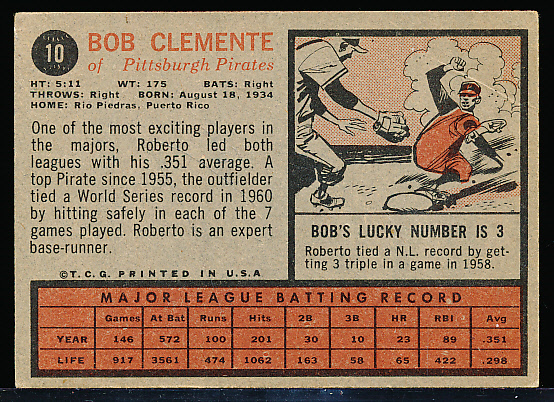 10
BOB CLEMENTE
of Pittsburgh Pirates
HT: 5:11 WT: 175 BATS: Right
THROWS: Right BORN: August 18, 1934
HOME: Rio Piedras, Puerto Rico
One of the most exciting players in
the majors, Roberto led both
leagues with his .351 average. A
top Pirate since 1955, the outfielder
tied a World Series record in 1960
by hitting safely in each of the 7
games played. Roberto is an expert
base-runner.
©T.C.G. PRINTED IN U.S.A
BOB'S LUCKY NUMBER IS 3
Roberto tied a N.L. record by get-
ting 3 triple in a game in 1958.
MAJOR LEAGUE BATTING RECORD
Games At Bat Runs Hits 2B 3B HR RBI Avg
YEAR 146 572 100 201 30 10 23 89 .351
LIFE 917 3561 474 1062 163 58 65 422 .298